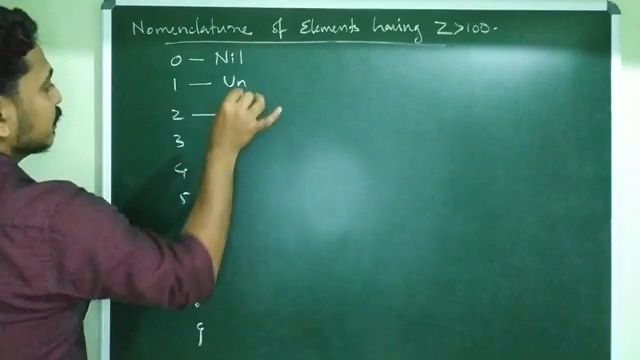 Nomenclature of Elements having Z>100.
0 — Nil
1 — Un
2 —
3
4
5
9